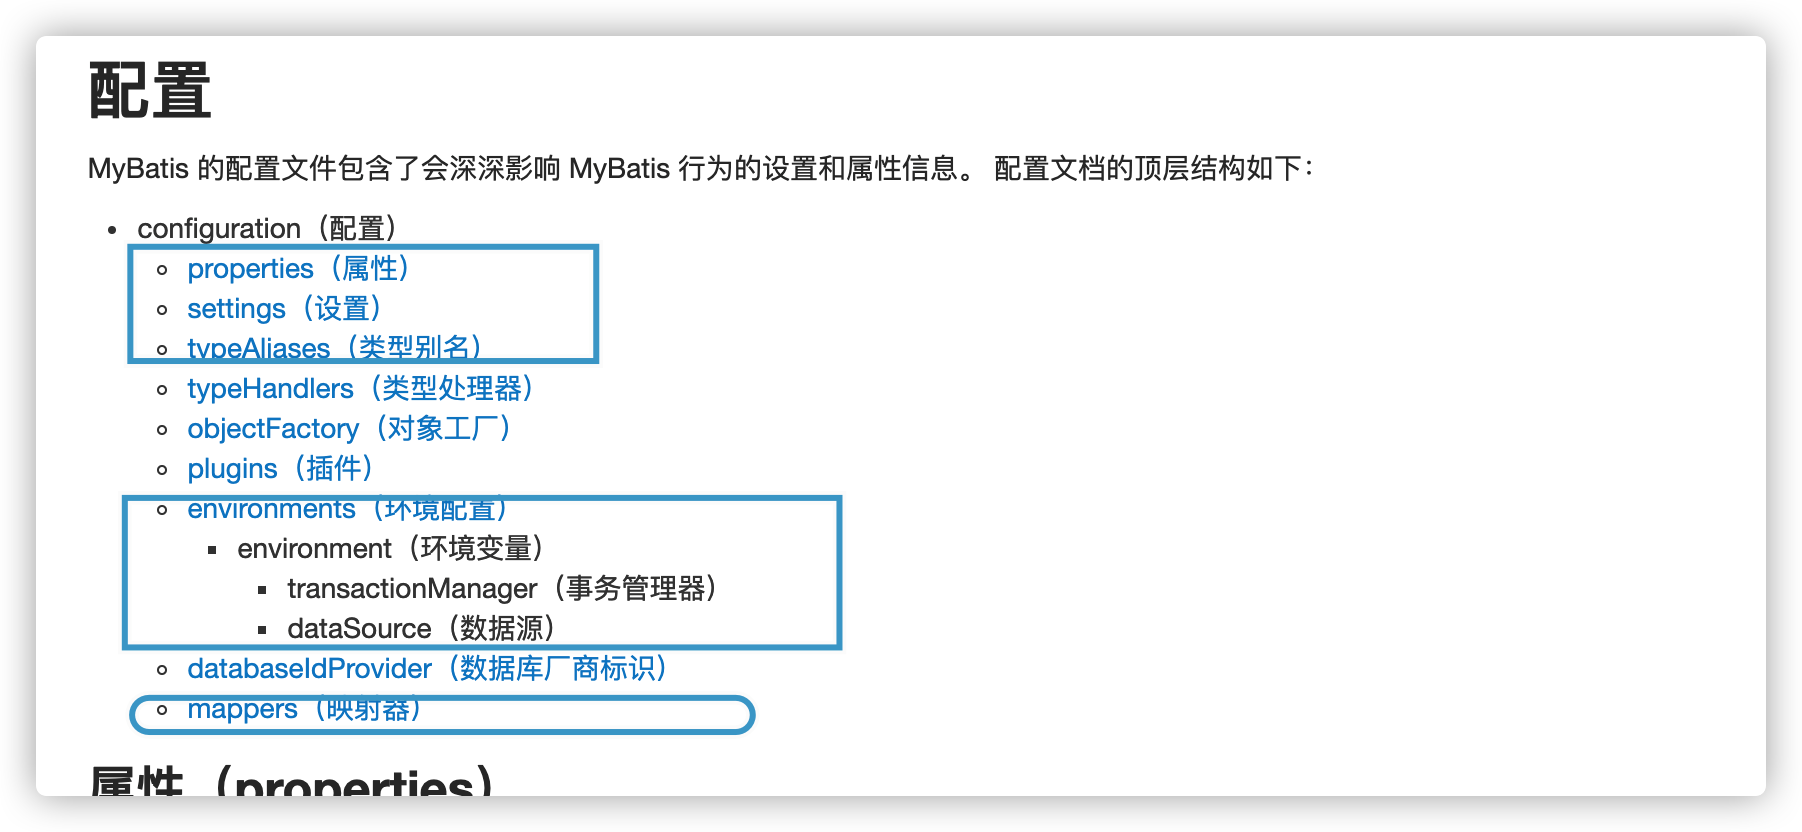 配置
MyBatis 的配置文件包含了会深深影响 MyBatis 行为的设置和属性信息。 配置文档的顶层结构如下：
configuration（配置）
properties（属性）
settings（设置）
typeAliases（类型别名）
typeHandlers（类型处理器）
objectFactory（对象工厂）
plugins（插件）
environments（环境配置）
environment（环境变量）
transactionManager（事务管理器）
dataSource（数据源）
databaseIdProvider（数据库厂商标识）
mappers（映射器）
属性（properties）